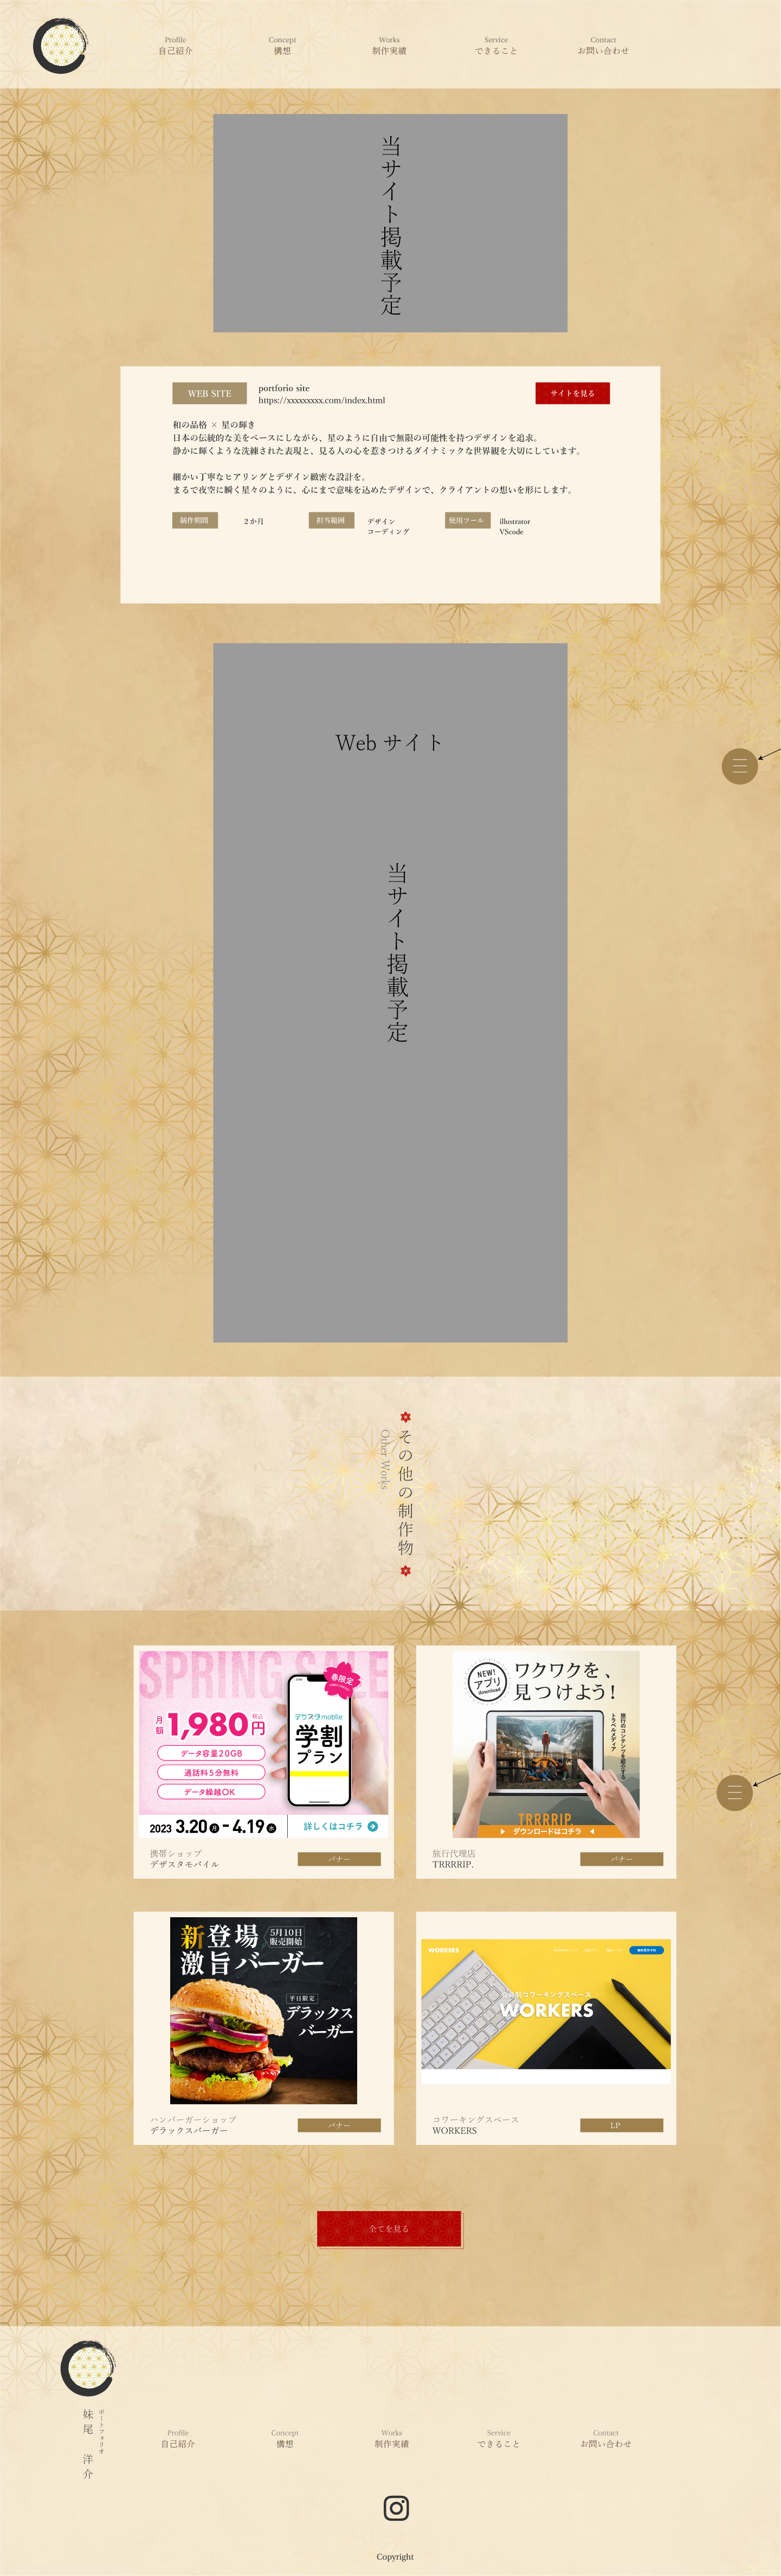 Profile
自己紹介
Concept
構想
Works
制作実績
Service
できること
Contact
お問い合わせ
当サイト掲載予定
WEB SITE
portforio site
https://xxxxxxxxx.com/index.html
サイトを見る
和の品格 × 星の輝き
日本の伝統的な美をベースにしながら、星のように自由で無限の可能性を持つデザインを追求。
静かに輝くような洗練された表現と、見る人の心を惹きつけるダイナミックな世界観を大切にしています。
細かい丁寧なヒアリングとデザイン緻密な設計を。
まるで夜空に瞬く星々のように、心にまで意味を込めたデザインで、クライアントの想いを形にします。
制作期間
2か月
担当範囲
デザイン
コーディング
使用ツール
illustrator
VScode
Webサイト
当サイト掲載予定
その他の制作物
Other Works
SPRING SALE
春限定
月額1,980円
税込
データ容量20GB
通話料5分無料
データ繰越OK
デザスタmobile
学割
プラン
2023 3.20月-4.19水
詳しくはコチラ
携帯ショップ
デザスタモバイル
バナー
NEW!
アプリ
download
ワクワクを、
見つけよう!
旅行のコンテンツを紹介する
トラベルメディア
TRRRRIP.
ダウンロードはコチラ
旅行代理店
TRRRRIP.
バナー
新登場
5月10日
販売開始
激旨バーガー
平日限定
デラックス
バーガー
ハンバーガーショップ
デラックスバーガー
バナー
WORKERS
会員制コワーキングスペース
WORKERS
コワーキングスペース
WORKERS
LP
全てを見る
ポートフォリオ
妹尾 洋介
Profile
自己紹介
Concept
構想
Works
制作実績
Service
できること
Contact
お問い合わせ
Copyright